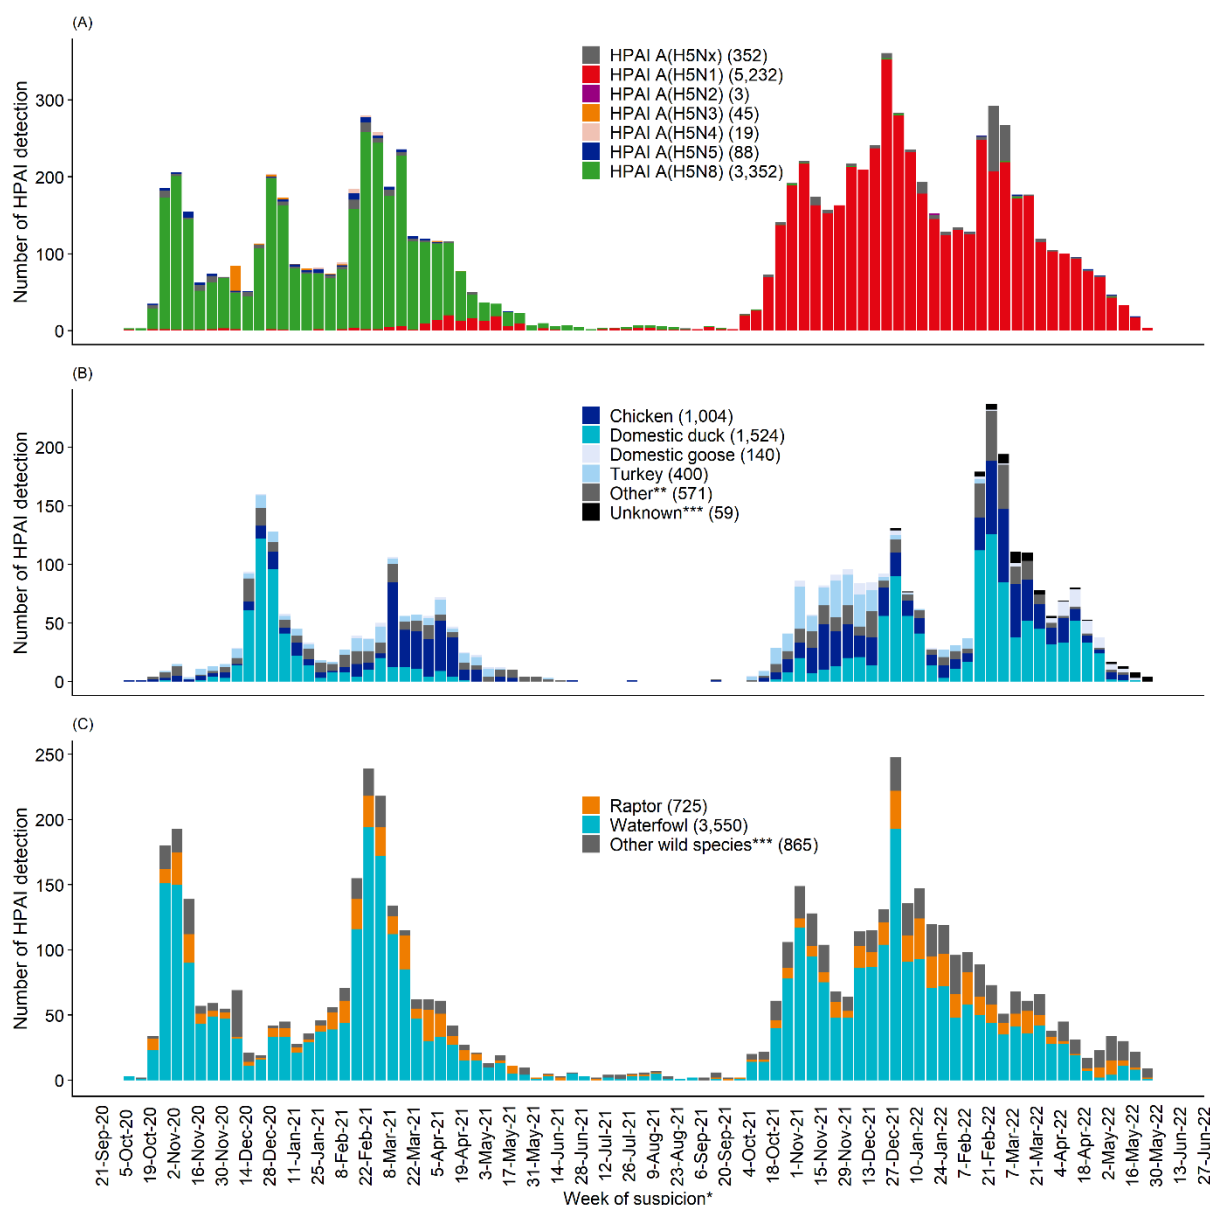 (A)
Number of HPAI detection
300
200
100
0
HPAI A(H5Nx) (352)
HPAI A(H5N1) (5,232)
HPAI A(H5N2) (3)
HPAI A(H5N3) (45)
HPAI A(H5N4) (19)
HPAI A(H5N5) (88)
HPAI A(H5N8) (3,352)
(B)
Number of HPAI detection
200
150
100
50
0
Chicken (1,004)
Domestic duck (1,524)
Domestic goose (140)
Turkey (400)
Other** (571)
Unknown*** (59)
(C)
Number of HPAI detection
250
200
150
100
50
0
Raptor (725)
Waterfowl (3,550)
Other wild species*** (865)
21-Sep-20
5-Oct-20
19-Oct-20
2-Nov-20
16-Nov-20
30-Nov-20
14-Dec-20
28-Dec-20
11-Jan-21
25-Jan-21
8-Feb-21
22-Feb-21
8-Mar-21
22-Mar-21
5-Apr-21
19-Apr-21
3-May-21
17-May-21
31-May-21
14-Jun-21
28-Jun-21
12-Jul-21
26-Jul-21
9-Aug-21
23-Aug-21
6-Sep-21
20-Sep-21
4-Oct-21
18-Oct-21
1-Nov-21
15-Nov-21
29-Nov-21
13-Dec-21
27-Dec-21
10-Jan-22
24-Jan-22
7-Feb-22
21-Feb-22
7-Mar-22
21-Mar-22
4-Apr-22
18-Apr-22
2-May-22
16-May-22
30-May-22
13-Jun-22
27-Jun-22
Week of suspicion*